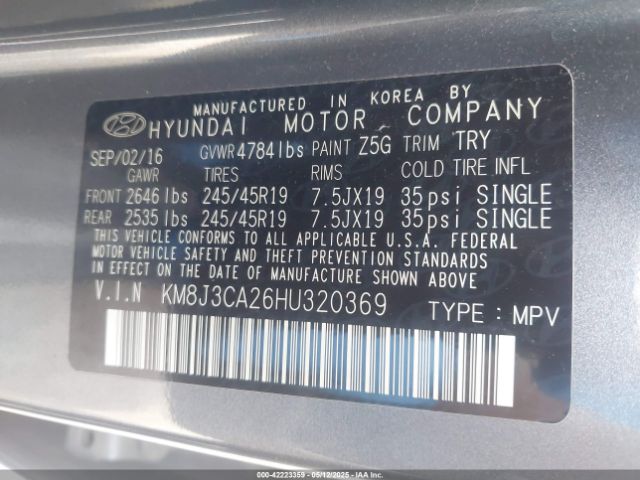 MANUFACTURED IN KOREA BY
HYUNDAI MOTOR COMPANY
SEP/02/16 GVWR 4784lbs PAINT Z5G TRIM TRY
GAWR TIRES RIMS COLD TIRE INFL
FRONT 2646lbs 245/45R19 7.5JX19 35psi SINGLE
REAR 2535lbs 245/45R19 7.5JX19 35psi SINGLE
THIS VEHICLE CONFORMS TO ALL APPLICABLE U.S.A. FEDERAL
MOTOR VEHICLE SAFETY AND THEFT PREVENTION STANDARDS
IN EFFECT ON THE DATE OF MANUFACTURE SHOWN ABOVE.
V.I.N KM8J3CA26HU320369 TYPE : MPV
000-42223359 - 05/12/2025 - IAAI.COM